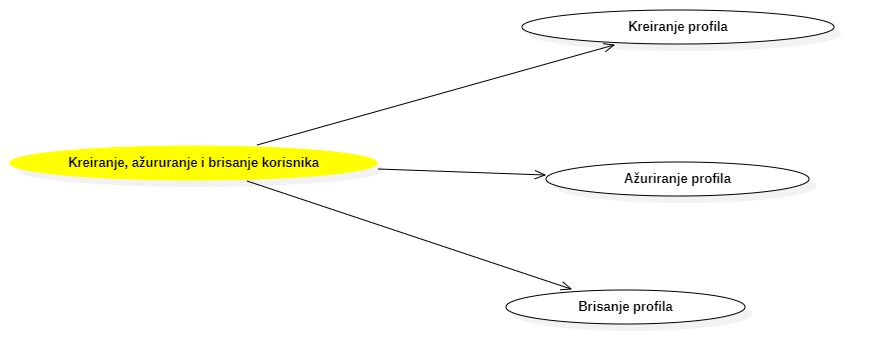 Kreiranje profila
Kreiranje, ažururanje i brisanje korisnika
Ažuriranje profila
Brisanje profila